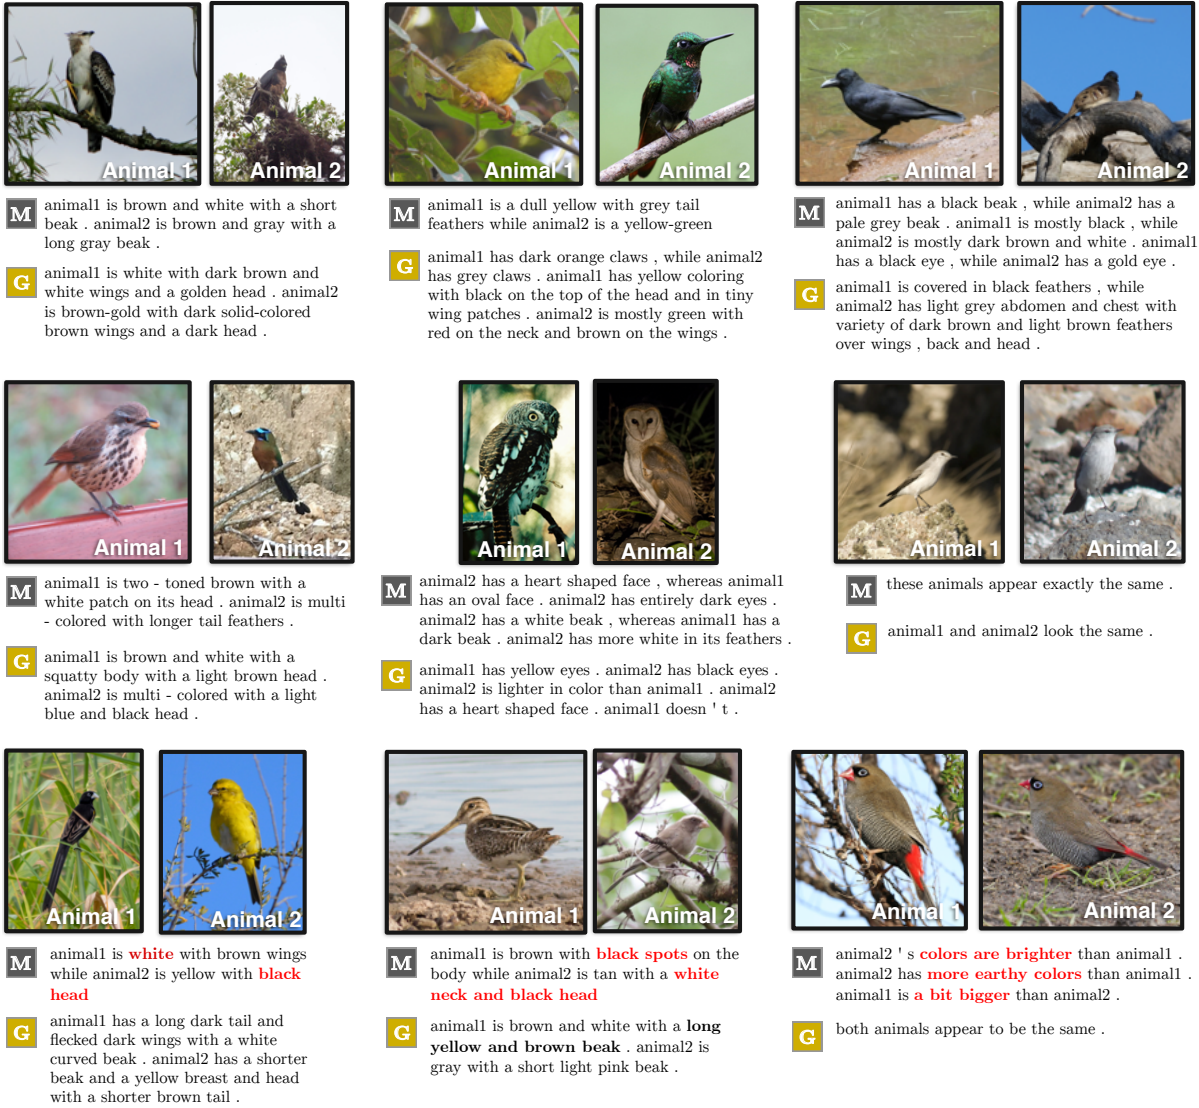 Animal 1
Animal 2
M
animal1 is brown and white with a short
beak . animal2 is brown and gray with a
long gray beak .
G
animal1 is white with dark brown and
white wings and a golden head . animal2
is brown-gold with dark solid-colored
brown wings and a dark head .
Animal 1
Animal 2
M
animal1 is a dull yellow with grey tail
feathers while animal2 is a yellow-green
G
animal1 has dark orange claws , while animal2
has grey claws . animal1 has yellow coloring
with black on the top of the head and in tiny
wing patches . animal2 is mostly green with
red on the neck and brown on the wings .
Animal 1
Animal 2
M
animal1 has a black beak , while animal2 has a
pale grey beak . animal1 is mostly black , while
animal2 is mostly dark brown and white . animal1
has a black eye , while animal2 has a gold eye .
G
animal1 is covered in black feathers , while
animal2 has light grey abdomen and chest with
variety of dark brown and light brown feathers
over wings , back and head .
Animal 1
Animal 2
M
animal1 is two - toned brown with a
white patch on its head . animal2 is multi
- colored with longer tail feathers .
G
animal1 is brown and white with a
squatty body with a light brown head .
animal2 is multi - colored with a light
blue and black head .
Animal 1
Animal 2
M
animal2 has a heart shaped face , whereas animal1
has an oval face . animal2 has entirely dark eyes .
animal2 has a white beak , whereas animal1 has a
dark beak . animal2 has more white in its feathers .
G
animal1 has yellow eyes . animal2 has black eyes .
animal2 is lighter in color than animal1 . animal2
has a heart shaped face . animal1 doesn ' t .
Animal 1
Animal 2
M
these animals appear exactly the same .
G
animal1 and animal2 look the same .
Animal 1
Animal 2
M
animal1 is white with brown wings
while animal2 is yellow with black
head
G
animal1 has a long dark tail and
flecked dark wings with a white
curved beak . animal2 has a shorter
beak and a yellow breast and head
with a shorter brown tail .
Animal 1
Animal 2
M
animal1 is brown with black spots on the
body while animal2 is tan with a white
neck and black head
G
animal1 is brown and white with a long
yellow and brown beak . animal2 is
gray with a short light pink beak .
Animal 1
Animal 2
M
animal2 ' s colors are brighter than animal1 .
animal2 has more earthy colors than animal1 .
animal1 is a bit bigger than animal2 .
G
both animals appear to be the same .